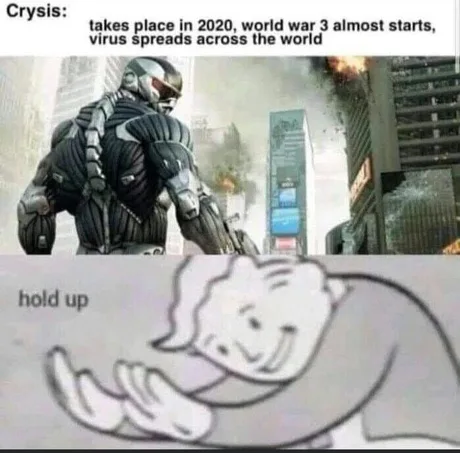 Crysis:
takes place in 2020, world war 3 almost starts,
virus spreads across the world
hold up